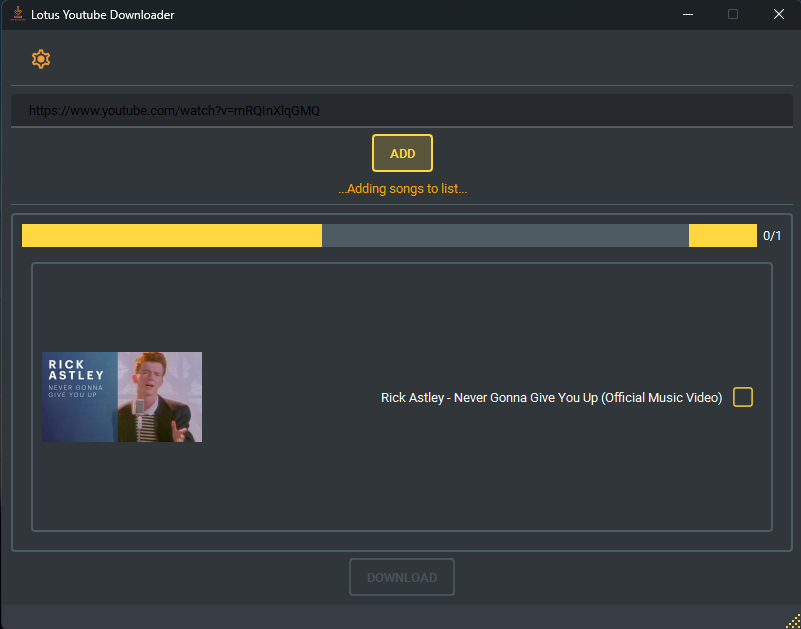 Lotus Youtube Downloader
https://www.youtube.com/watch?v=mRQInXlqGMQ
ADD
...Adding songs to list...
0/1
RICK
ASTLEY
NEVER GONNA
GIVE YOU UP
Rick Astley - Never Gonna Give You Up (Official Music Video)
DOWNLOAD